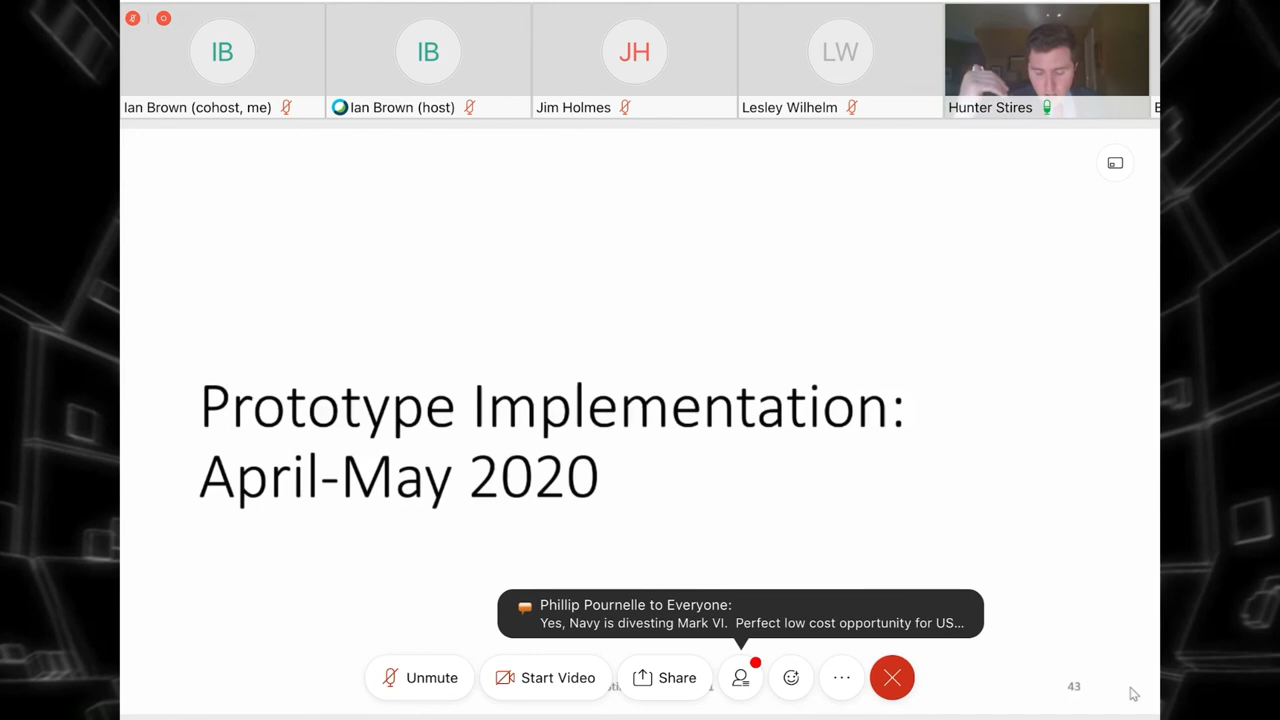 IB
IB
JH
LW
Ian Brown (cohost, me)
Ian Brown (host)
Jim Holmes
Lesley Wilhelm
Hunter Stires
Prototype Implementation:
April-May 2020
Phillip Pournelle to Everyone:
Yes, Navy is divesting Mark VI. Perfect low cost opportunity for US...
Unmute
Start Video
Share
43